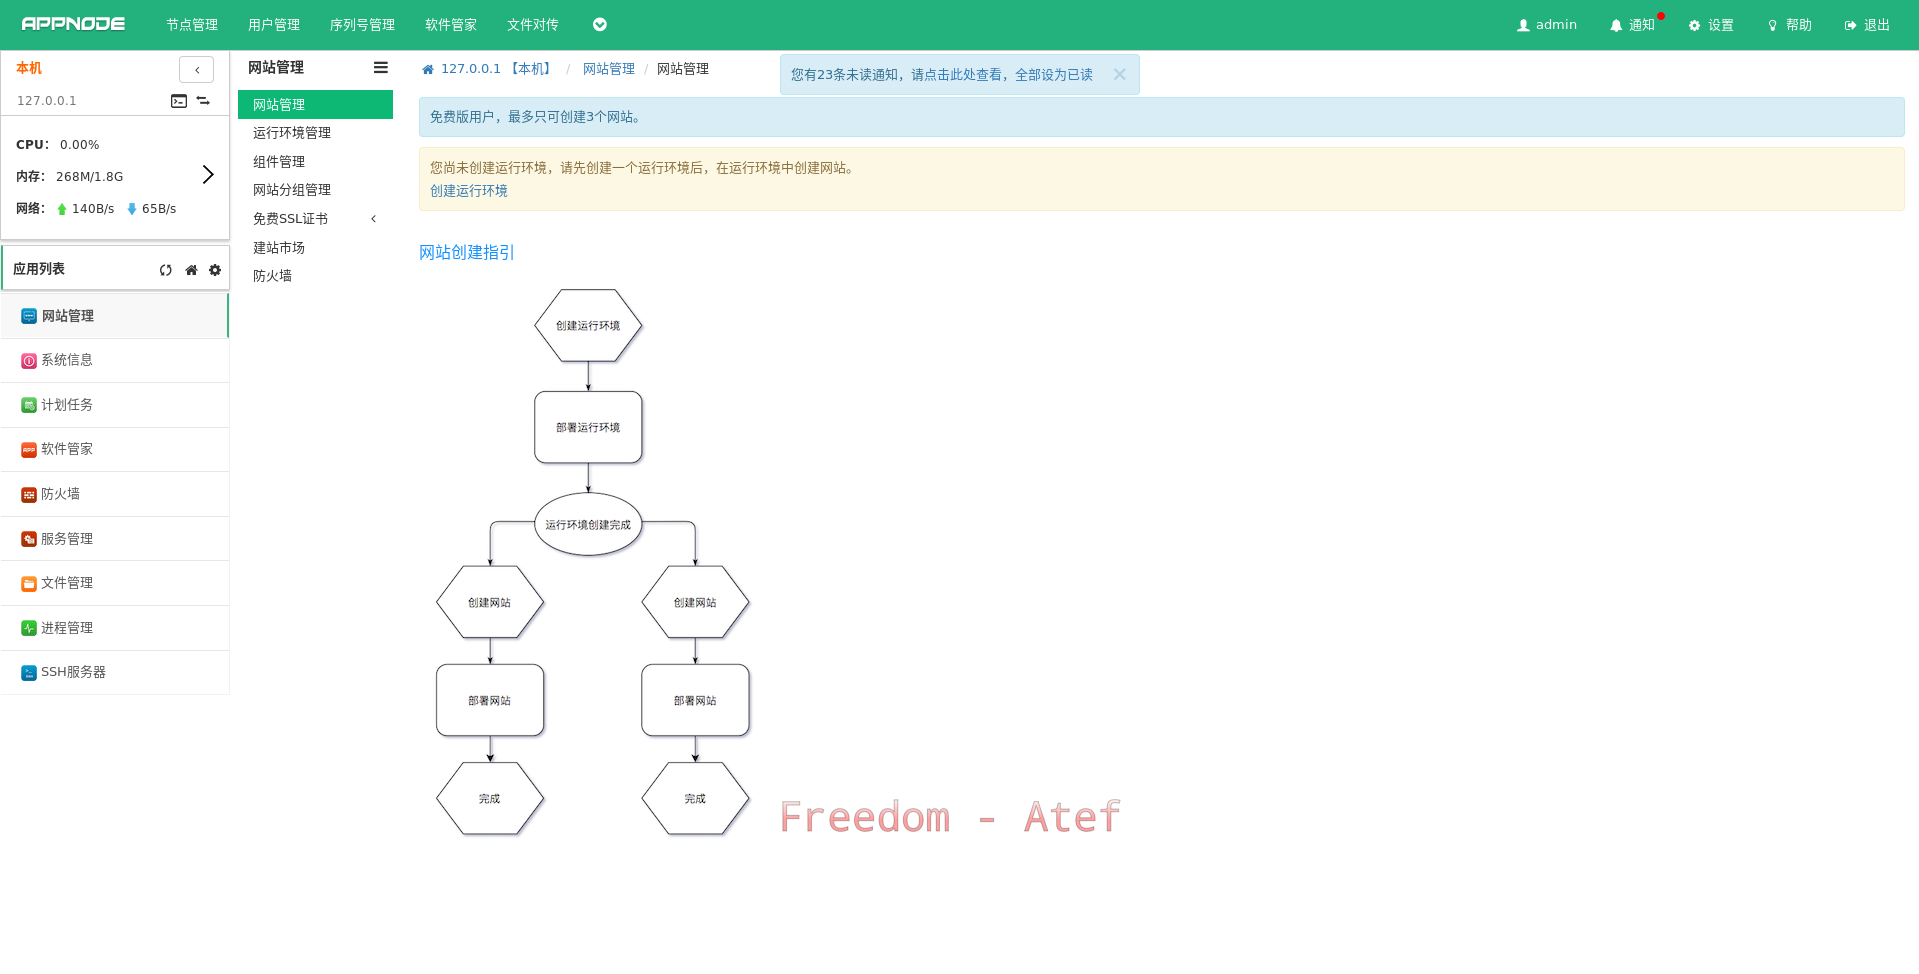 APPNODE 节点管理 用户管理 序列号管理 软件管家 文件对传 admin 通知 设置 帮助 退出
本机
127.0.0.1
CPU： 0.00%
内存： 268M/1.8G
网络： 140B/s 65B/s
应用列表
网站管理
系统信息
计划任务
软件管家
防火墙
服务管理
文件管理
进程管理
SSH服务器
网站管理
网站管理
运行环境管理
组件管理
网站分组管理
免费SSL证书
建站市场
防火墙
127.0.0.1 【本机】 / 网站管理 / 网站管理
您有23条未读通知，请点击此处查看，全部设为已读 ×
免费版用户，最多只可创建3个网站。
您尚未创建运行环境，请先创建一个运行环境后，在运行环境中创建网站。
创建运行环境
网站创建指引
创建运行环境
部署运行环境
运行环境创建完成
创建网站 创建网站
部署网站 部署网站
完成 完成
Freedom - Atef